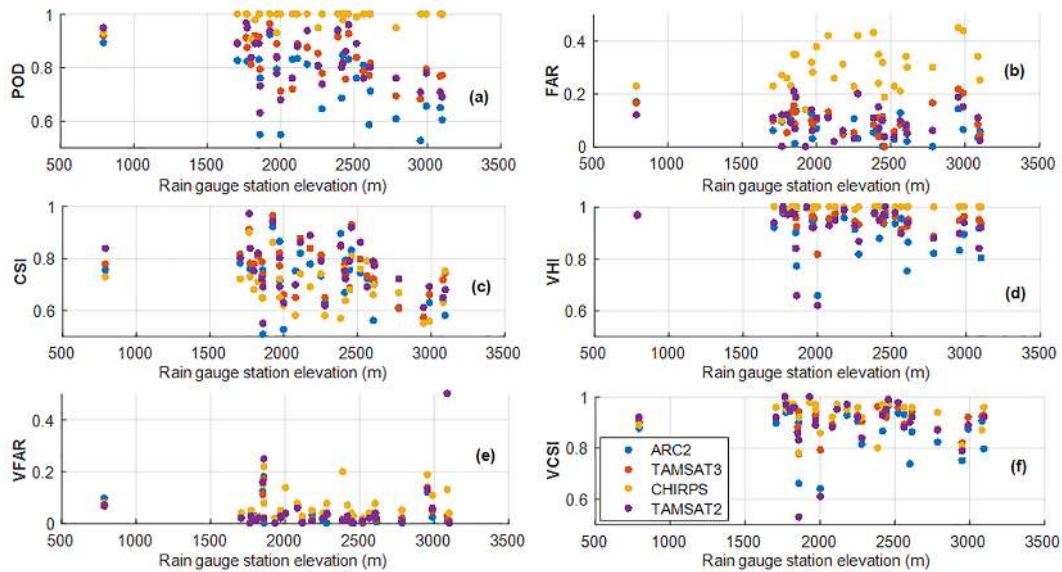 1
0.8
0.6
POD
(a)
500 1000 1500 2000 2500 3000 3500
Rain gauge station elevation (m)
0.4
0.2
0
FAR
(b)
500 1000 1500 2000 2500 3000 3500
Rain gauge station elevation (m)
1
0.8
0.6
CSI
(c)
500 1000 1500 2000 2500 3000 3500
Rain gauge station elevation (m)
1
0.8
0.6
VHI
(d)
500 1000 1500 2000 2500 3000 3500
Rain gauge station elevation (m)
0.4
0.2
0
VFAR
(e)
500 1000 1500 2000 2500 3000 3500
Rain gauge station elevation (m)
1
0.8
0.6
VCSI
ARC2
TAMSAT3
CHIRPS
TAMSAT2
(f)
500 1000 1500 2000 2500 3000 3500
Rain gauge station elevation (m)